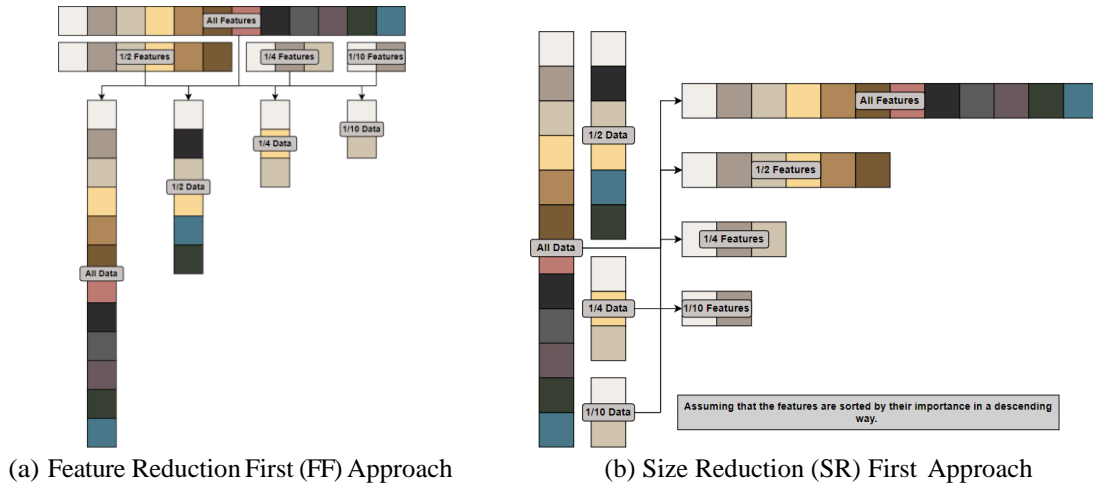 All Features
1/2 Features
1/4 Features
1/10 Features
1/10 Data
1/4 Data
1/2 Data
All Data
(a) Feature Reduction First (FF) Approach
All Features
1/2 Data
1/2 Features
1/4 Features
All Data
1/4 Data
1/10 Features
1/10 Data
Assuming that the features are sorted by their importance in a descending
way.
(b) Size Reduction (SR) First Approach